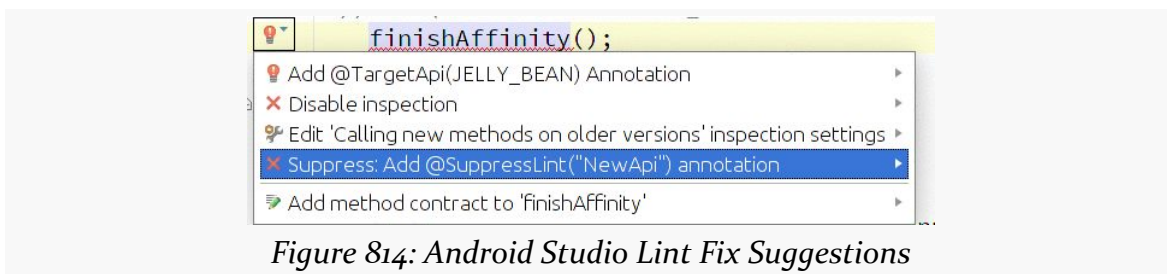 finishAffinity();
Add @TargetApi(JELLY_BEAN) Annotation
Disable inspection
Edit 'Calling new methods on older versions' inspection settings
Suppress: Add @SuppressLint("NewApi") annotation
Add method contract to 'finishAffinity'
Figure 814: Android Studio Lint Fix Suggestions